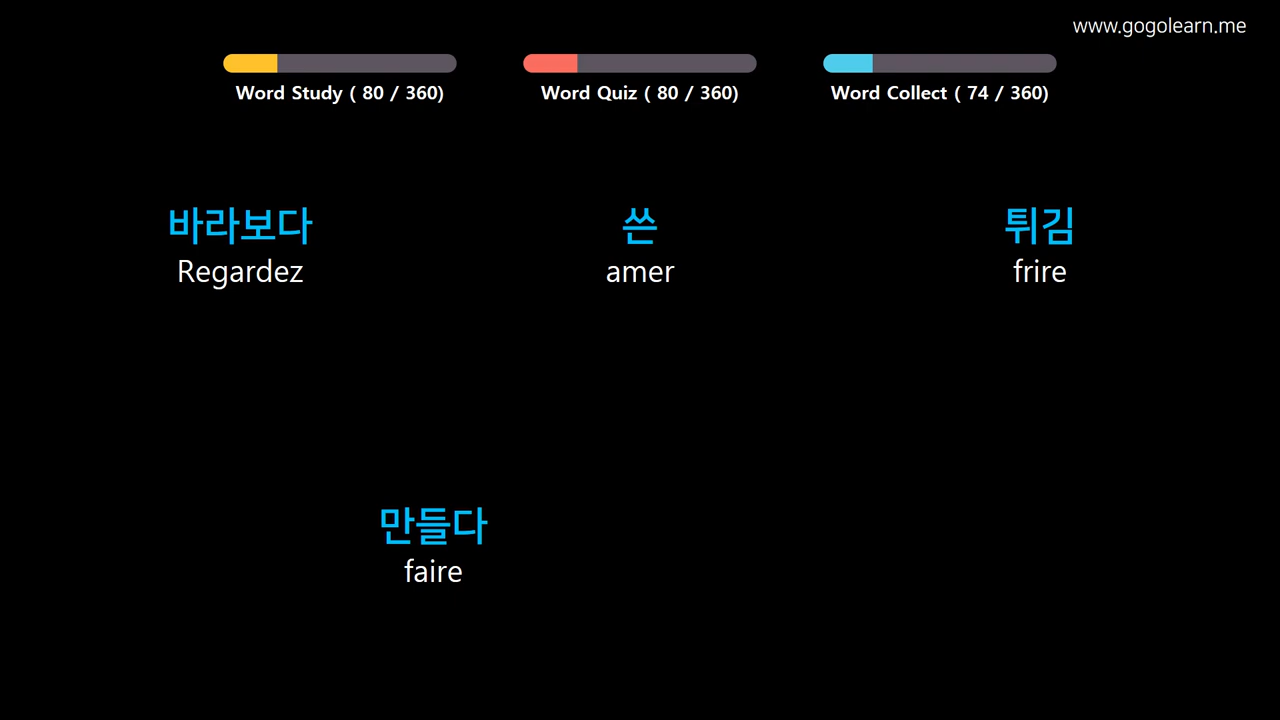 www.gogolearn.me
Word Study ( 80 / 360)
Word Quiz ( 80 / 360)
Word Collect ( 74 / 360)
바라보다
Regardez
쓴
amer
튀김
frire
만들다
faire